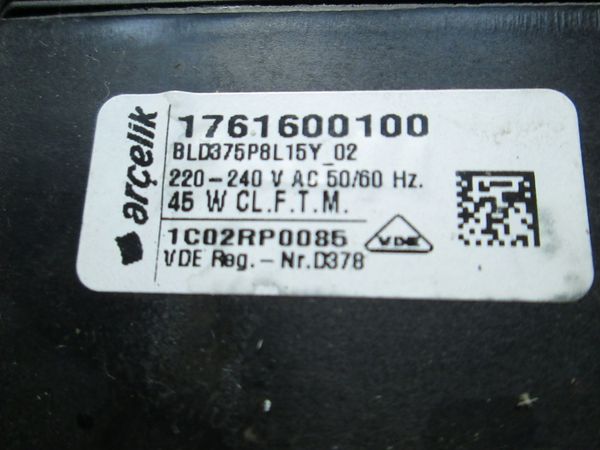 arçelik
1761600100
BLD375P8L15Y_02
220-240 V AC 50/60 Hz.
45 W CL.F.T.M.
1C02RP0085
VDE
VDE Reg.-Nr.D378